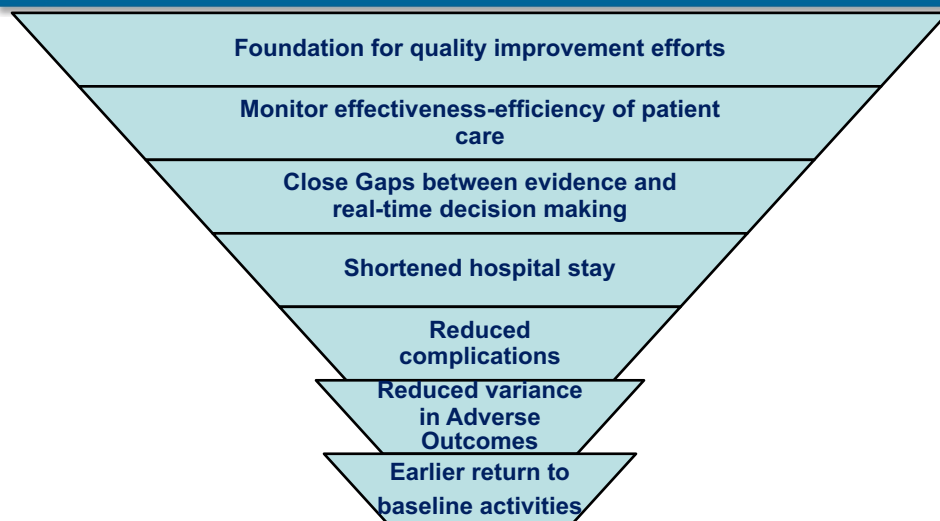 Foundation for quality improvement efforts
Monitor effectiveness-efficiency of patient
care
Close Gaps between evidence and
real-time decision making
Shortened hospital stay
Reduced
complications
Reduced variance
in Adverse
Outcomes
Earlier return to
baseline activities